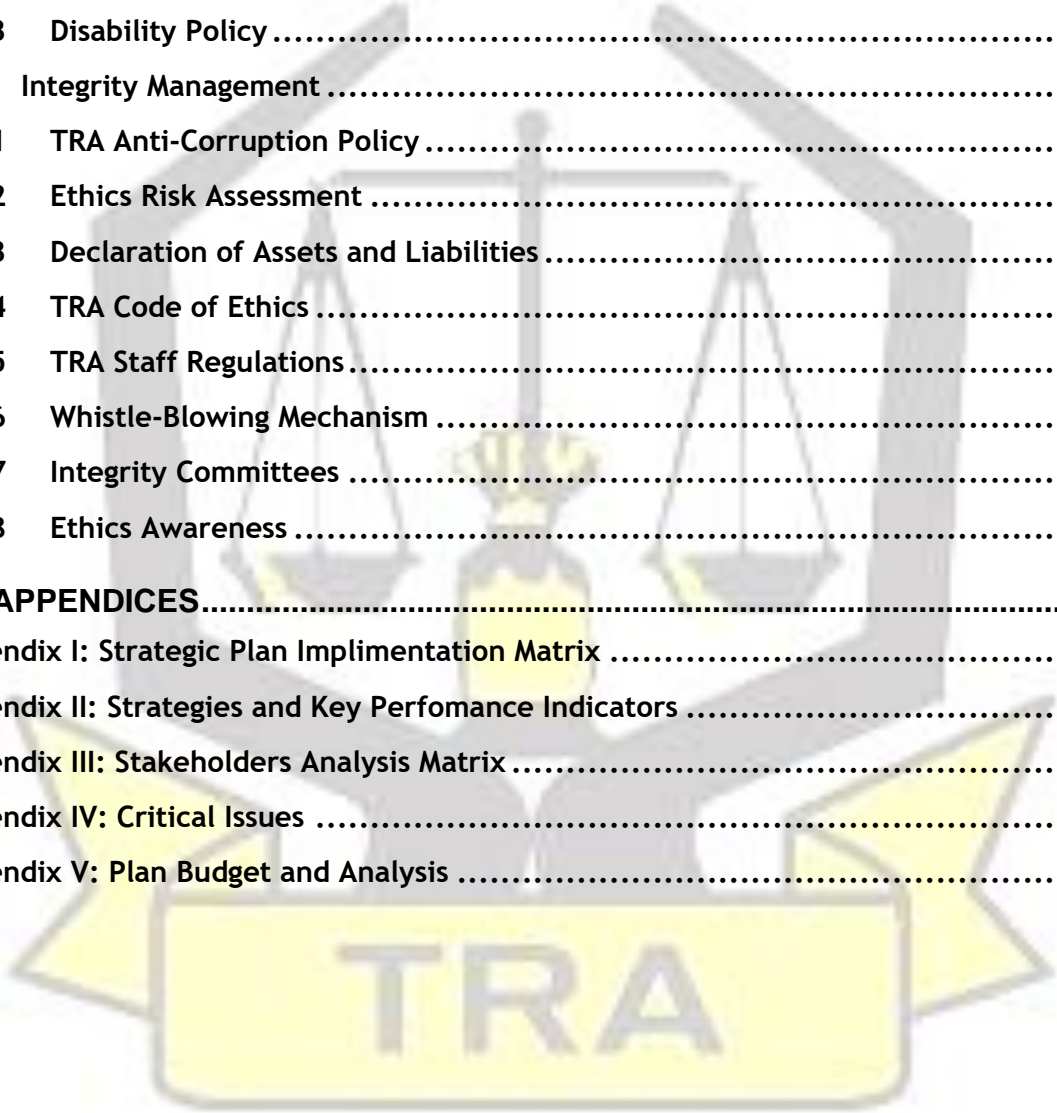 3 Disability Policy ........................................................................
Integrity Management ........................................................................
1 TRA Anti-Corruption Policy ........................................................................
2 Ethics Risk Assessment ........................................................................
3 Declaration of Assets and Liabilities ........................................................................
4 TRA Code of Ethics ........................................................................
5 TRA Staff Regulations ........................................................................
6 Whistle-Blowing Mechanism ........................................................................
7 Integrity Committees ........................................................................
8 Ethics Awareness ........................................................................
APPENDICES ........................................................................
endix I: Strategic Plan Implimentation Matrix ........................................................................
endix II: Strategies and Key Perfomance Indicators ........................................................................
endix III: Stakeholders Analysis Matrix ........................................................................
endix IV: Critical Issues ........................................................................
endix V: Plan Budget and Analysis ........................................................................
TRA